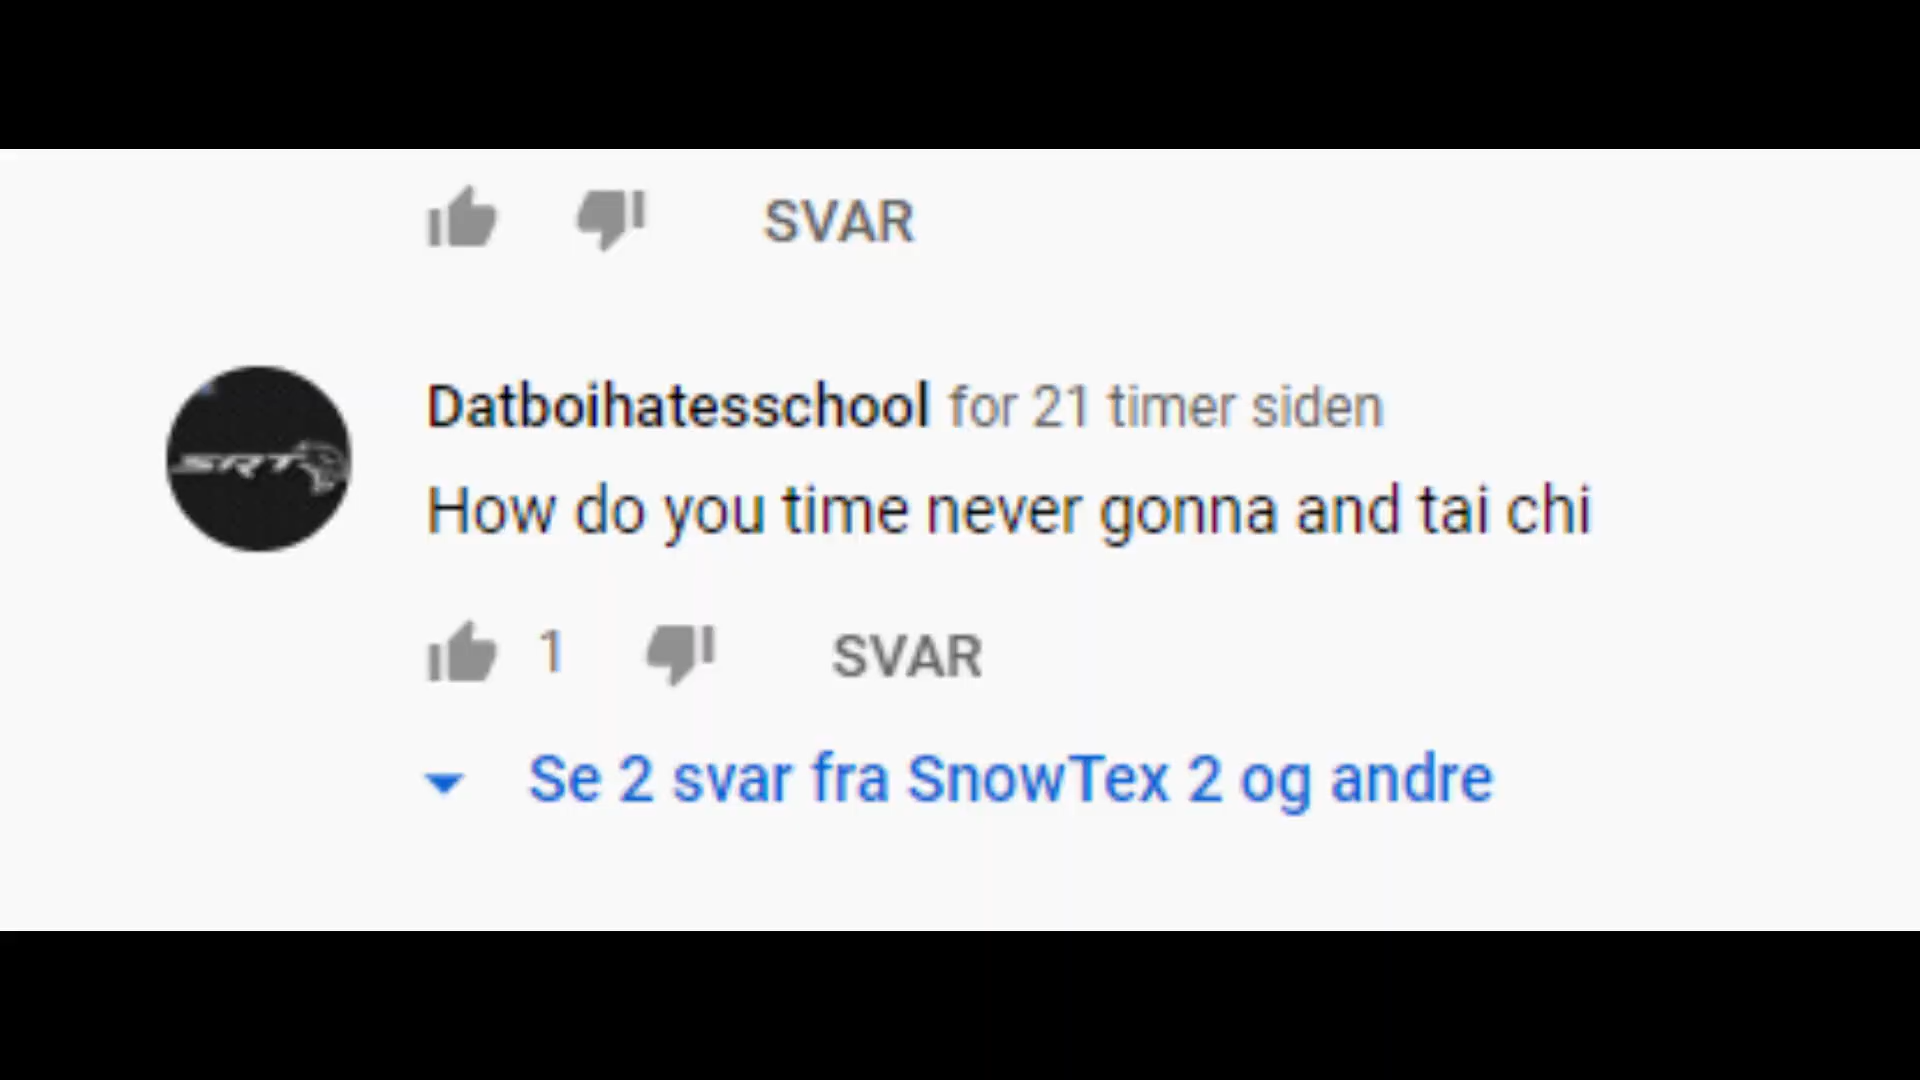 SVAR
SRT
Datboihatesschool for 21 timer siden
How do you time never gonna and tai chi
1 SVAR
Se 2 svar fra SnowTex 2 og andre